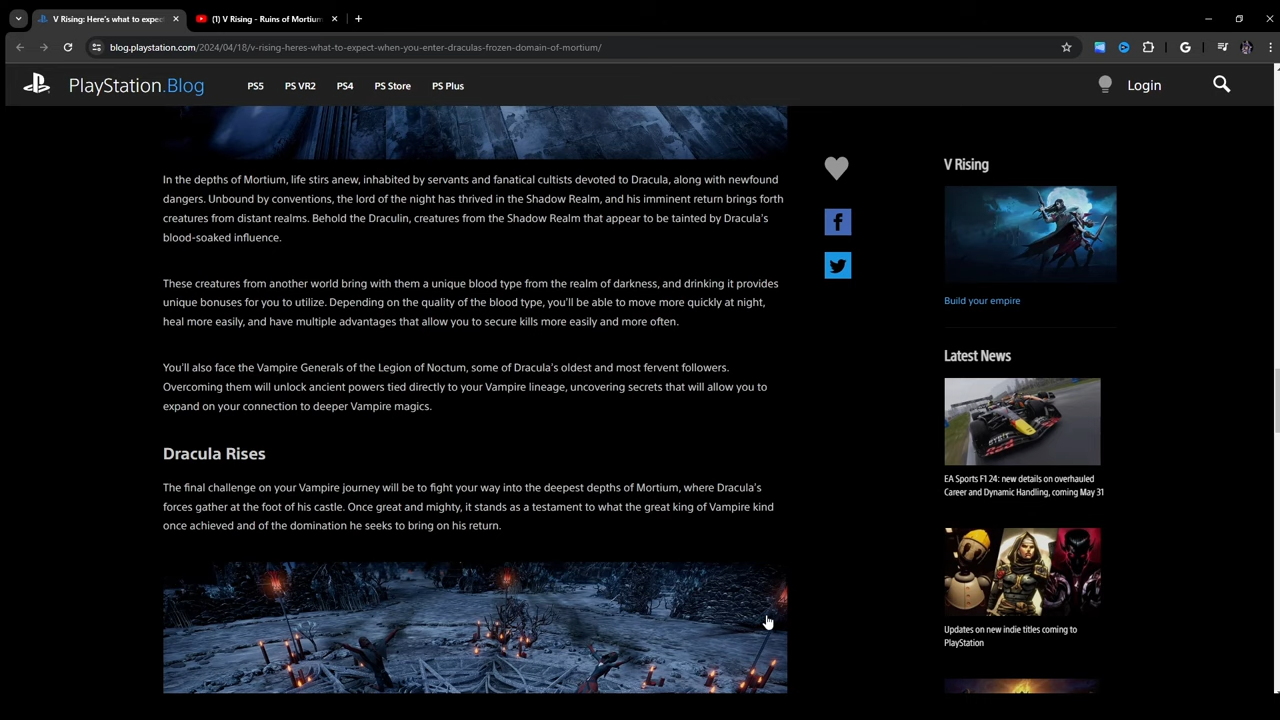 V Rising: Here's what to expec
(1) V Rising - Ruins of Mortium
blog.playstation.com/2024/04/18/v-rising-heres-what-to-expect-when-you-enter-draculas-frozen-domain-of-mortium/
PlayStation.Blog
PS5
PS VR2
PS4
PS Store
PS Plus
Login
In the depths of Mortium, life stirs anew, inhabited by servants and fanatical cultists devoted to Dracula, along with newfound
dangers. Unbound by conventions, the lord of the night has thrived in the Shadow Realm, and his imminent return brings forth
creatures from distant realms. Behold the Draculin, creatures from the Shadow Realm that appear to be tainted by Dracula's
blood-soaked influence.
These creatures from another world bring with them a unique blood type from the realm of darkness, and drinking it provides
unique bonuses for you to utilize. Depending on the quality of the blood type, you'll be able to move more quickly at night,
heal more easily, and have multiple advantages that allow you to secure kills more easily and more often.
You'll also face the Vampire Generals of the Legion of Noctum, some of Dracula's oldest and most fervent followers.
Overcoming them will unlock ancient powers tied directly to your Vampire lineage, uncovering secrets that will allow you to
expand on your connection to deeper Vampire magics.
Dracula Rises
The final challenge on your Vampire journey will be to fight your way into the deepest depths of Mortium, where Dracula's
forces gather at the foot of his castle. Once great and mighty, it stands as a testament to what the great king of Vampire kind
once achieved and of the domination he seeks to bring on his return.
V Rising
Build your empire
Latest News
EA Sports F1 24: new details on overhauled
Career and Dynamic Handling, coming May 31
Updates on new indie titles coming to
PlayStation